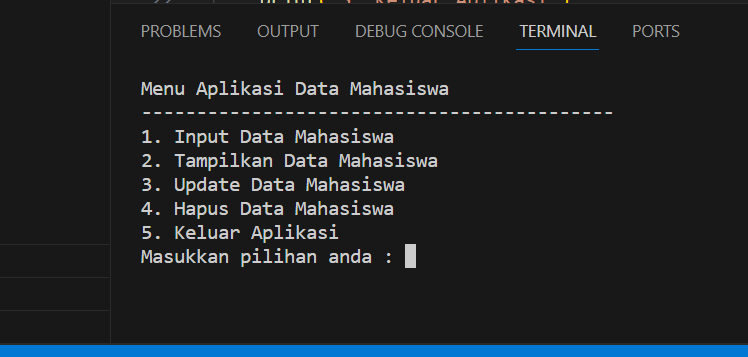 PROBLEMS OUTPUT DEBUG CONSOLE TERMINAL PORTS
Menu Aplikasi Data Mahasiswa
-------------------------------------------
1. Input Data Mahasiswa
2. Tampilkan Data Mahasiswa
3. Update Data Mahasiswa
4. Hapus Data Mahasiswa
5. Keluar Aplikasi
Masukkan pilihan anda :